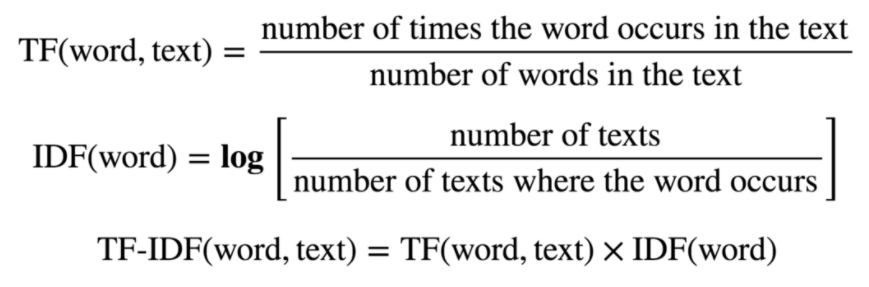 TF(word, text) = number of times the word occurs in the text / number of words in the text
IDF(word) = log [ number of texts / number of texts where the word occurs ]
TF-IDF(word, text) = TF(word, text) × IDF(word)